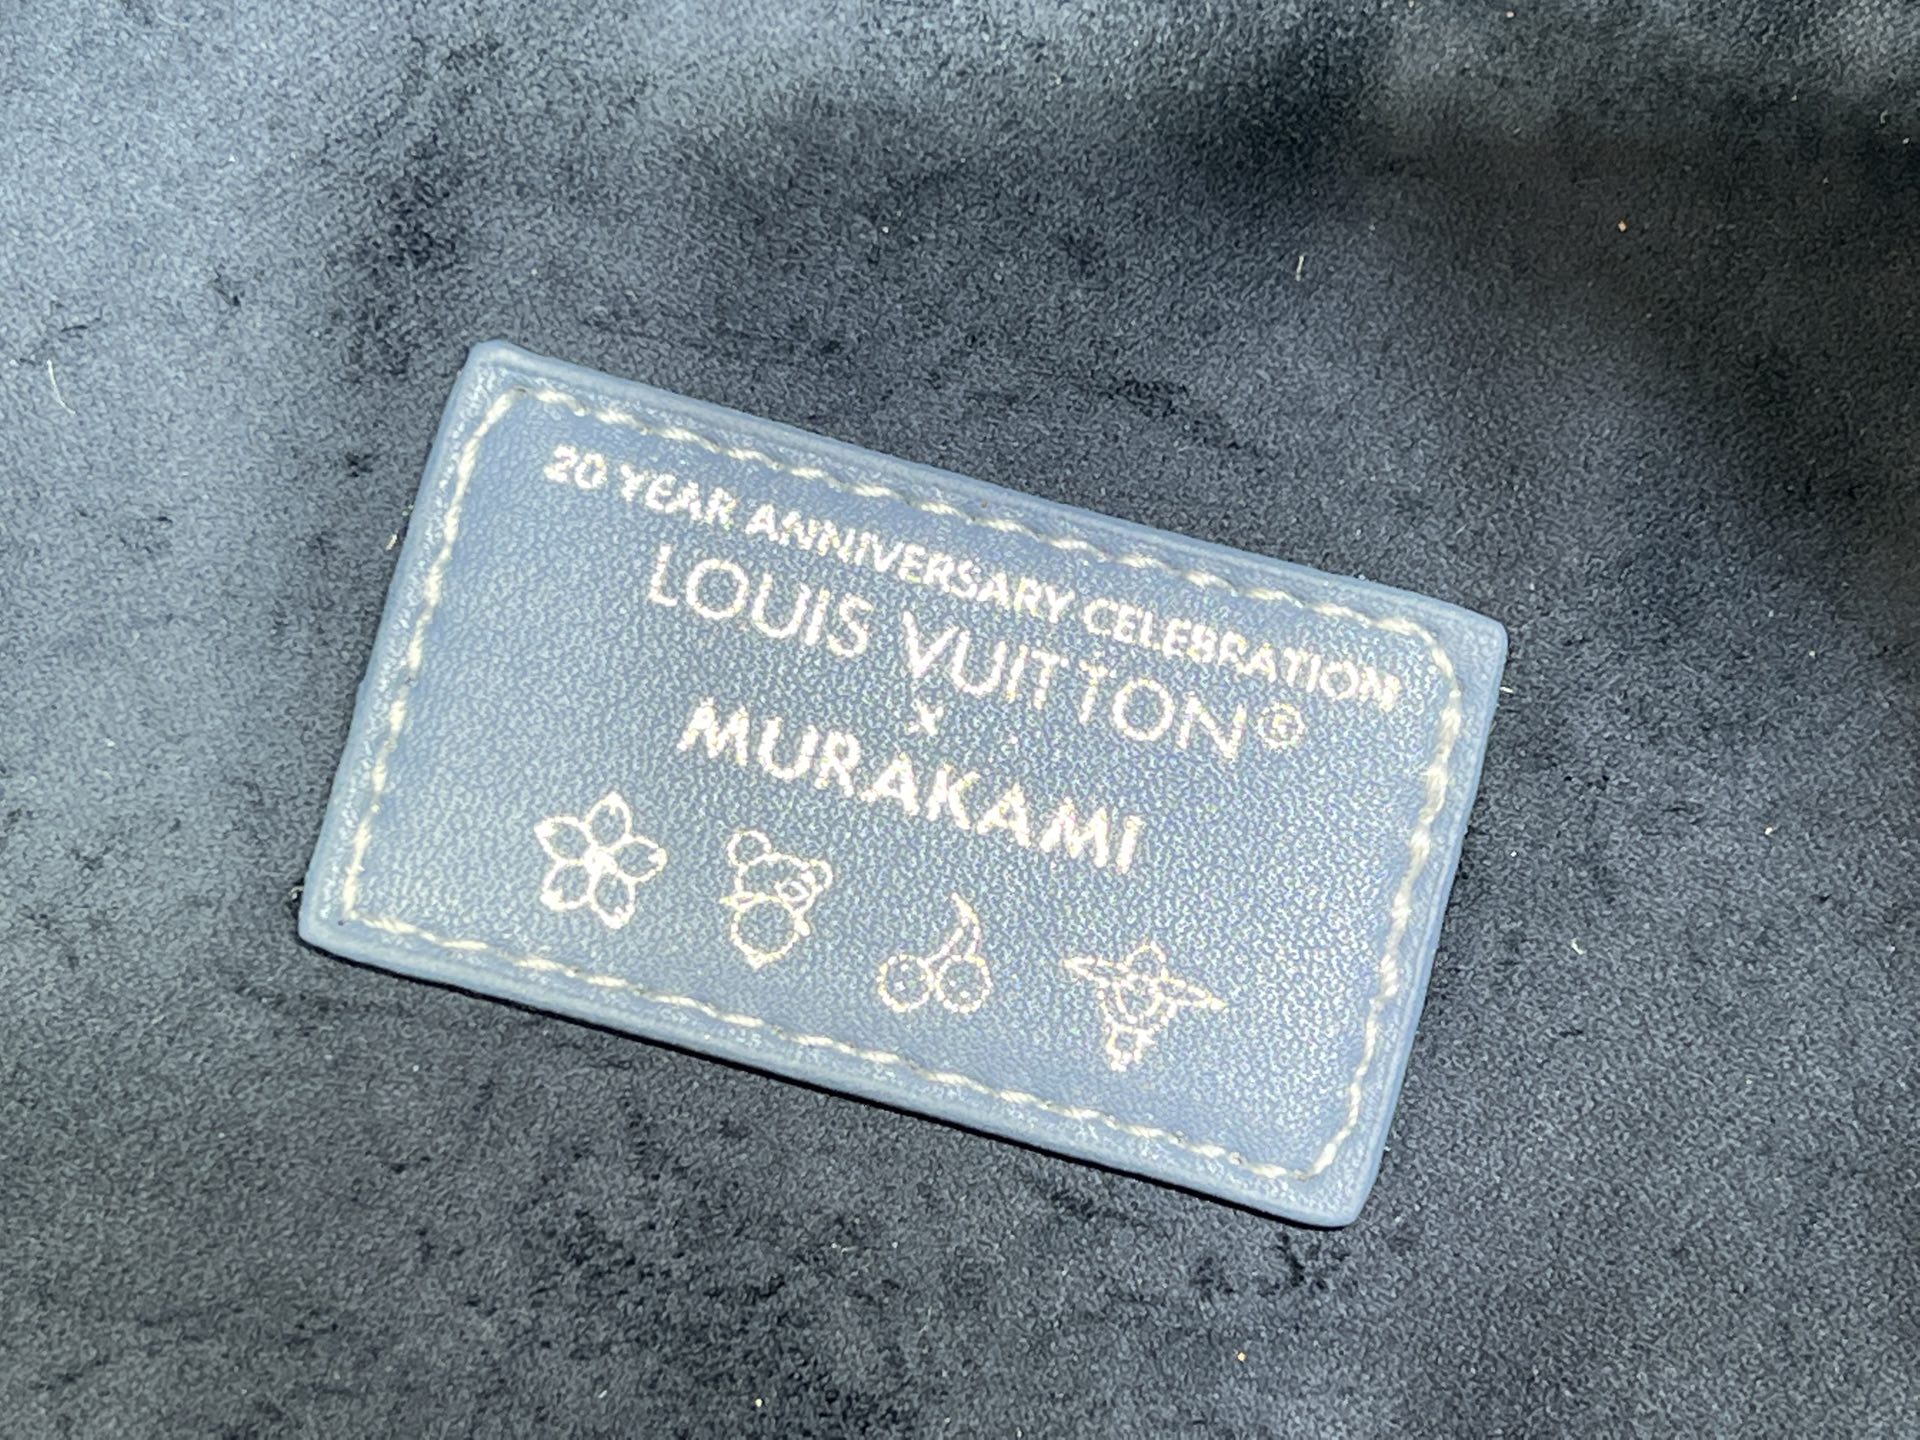 20 YEAR ANNIVERSARY CELEBRATION
LOUIS VUITTON®
×
MURAKAMI